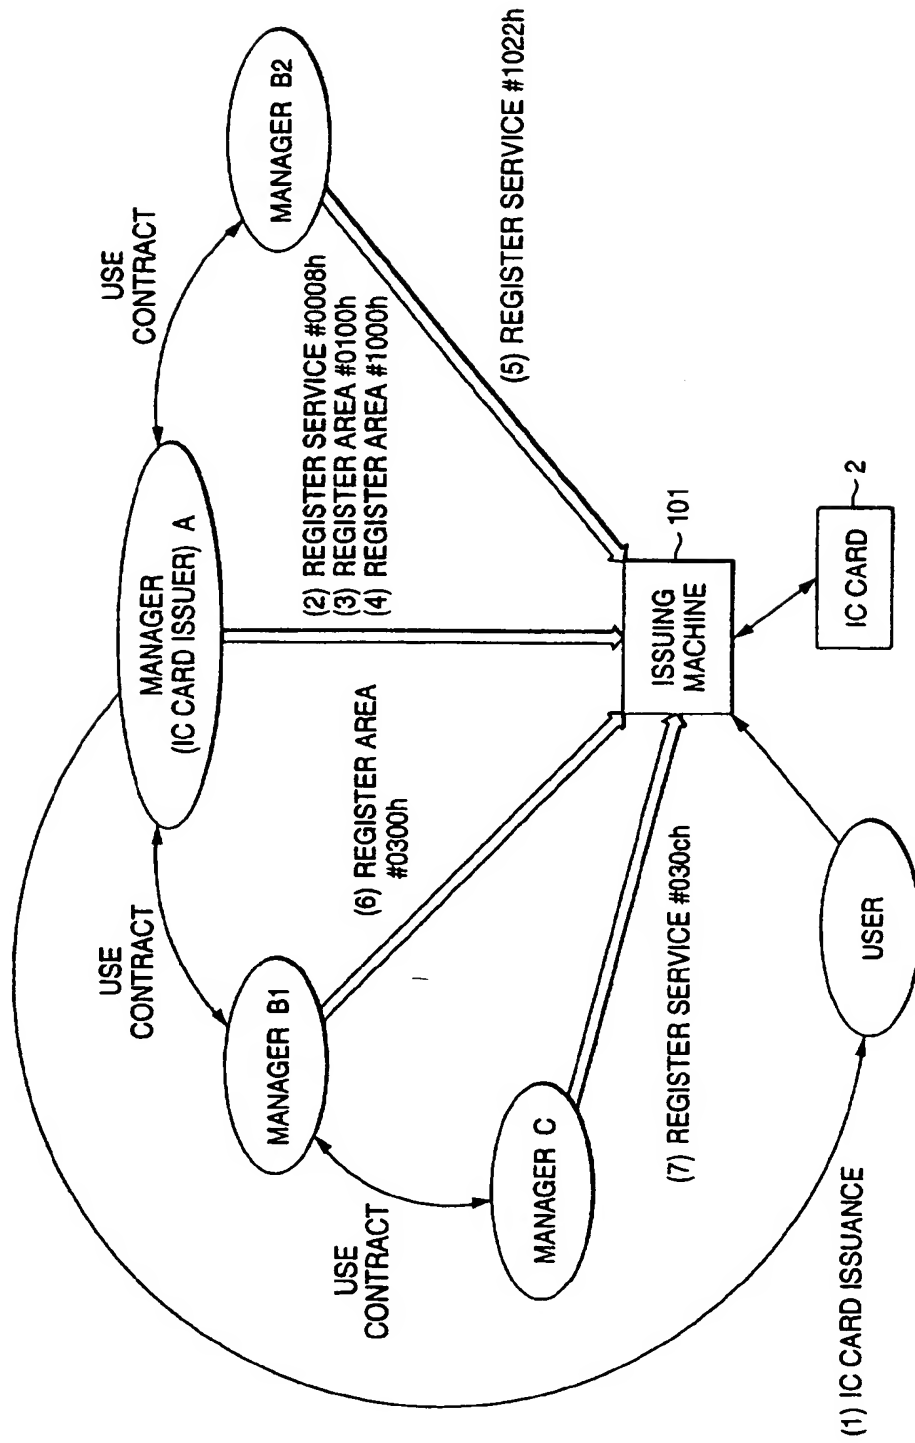 (1) IC CARD ISSUANCE
USE
CONTRACT
MANAGER C
USE
CONTRACT
MANAGER B1
MANAGER
(IC CARD ISSUER) A
USE
CONTRACT
MANAGER B2
(2) REGISTER SERVICE #0008h
(3) REGISTER AREA #0100h
(4) REGISTER AREA #1000h
(5) REGISTER SERVICE #1022h
(6) REGISTER AREA
#0300h
(7) REGISTER SERVICE #030ch
USER
ISSUING
MACHINE
101
IC CARD
2